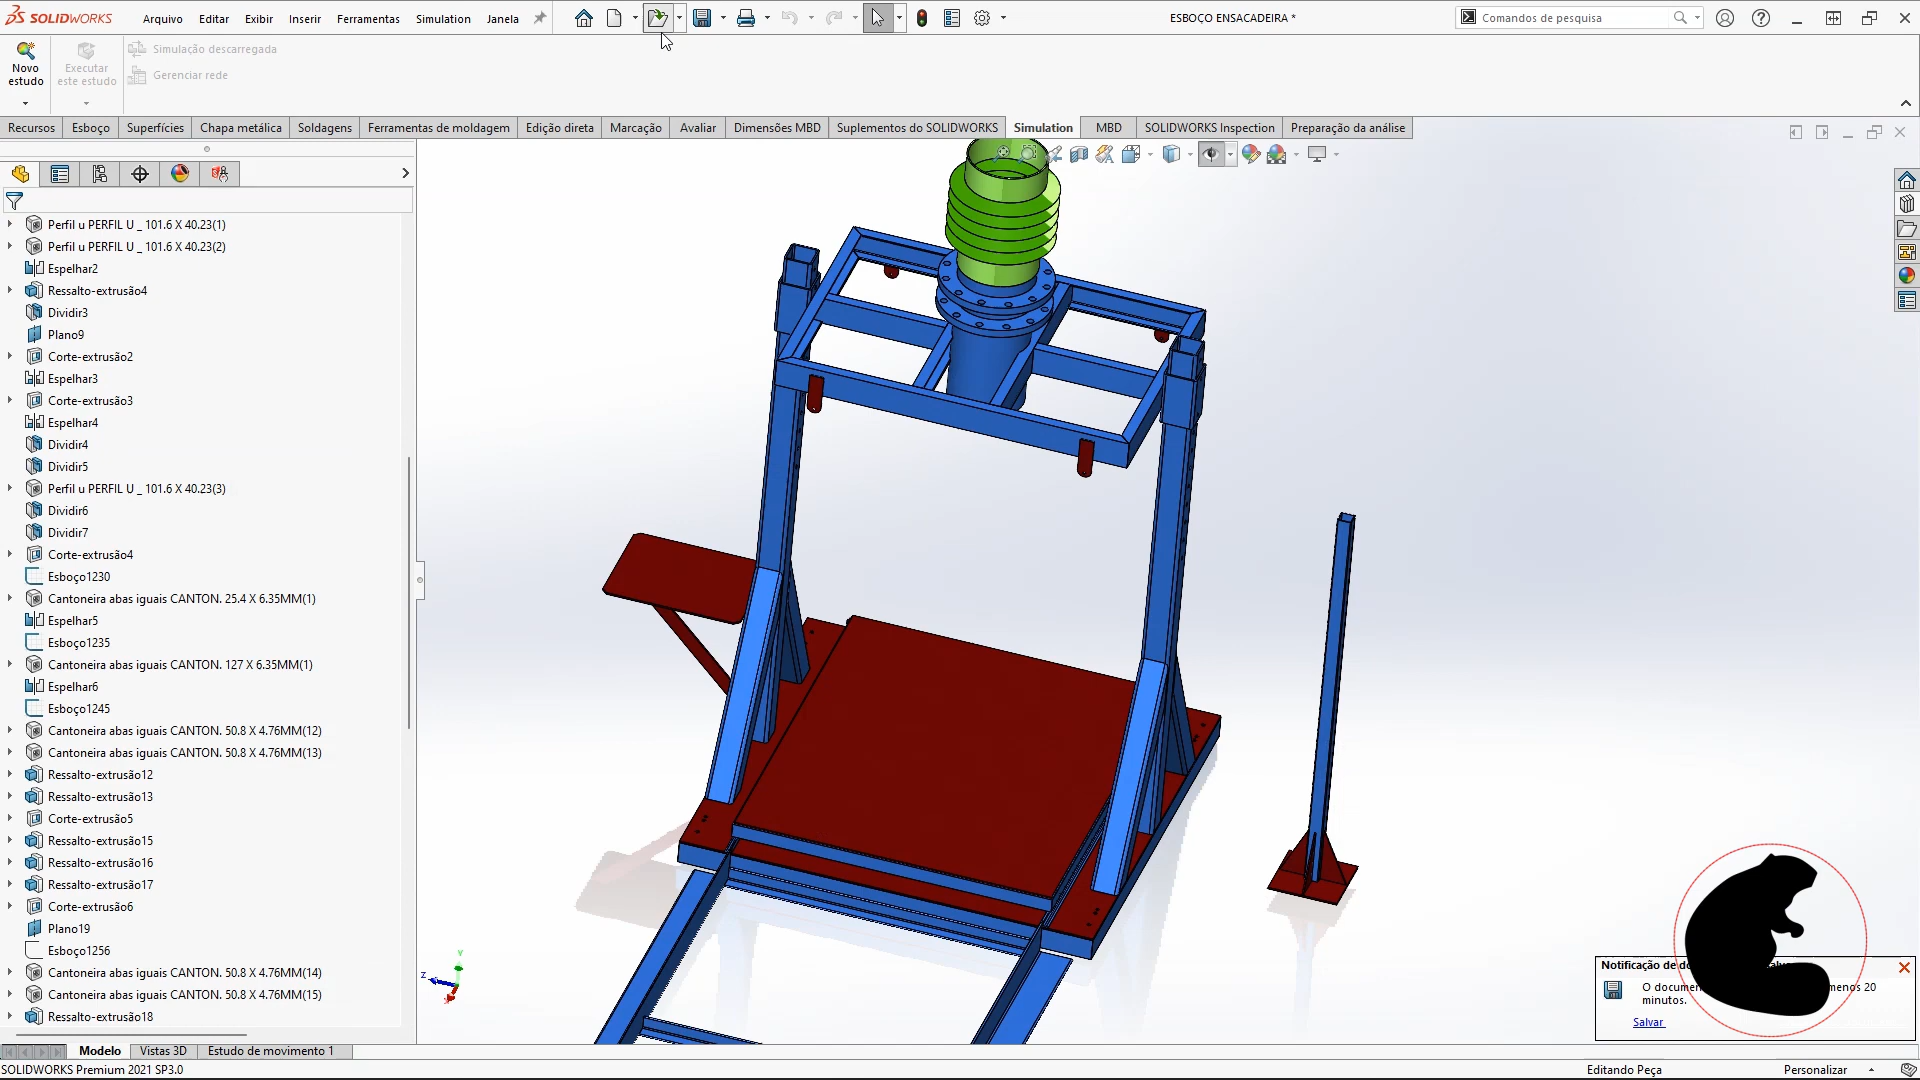 SOLIDWORKS
Arquivo
Editar
Exibir
Inserir
Ferramentas
Simulation
Janela
ESBOÇO ENSACADEIRA *
Comandos de pesquisa
Novo
estudo
Executar
este estudo
Simulação descarregada
Gerenciar rede
Recursos
Esboço
Superfícies
Chapa metálica
Soldagens
Ferramentas de moldagem
Edição direta
Marcação
Avaliar
Dimensões MBD
Suplementos do SOLIDWORKS
Simulation
MBD
SOLIDWORKS Inspection
Preparação da análise
Perfil u PERFIL U _ 101.6 X 40.23(1)
Perfil u PERFIL U _ 101.6 X 40.23(2)
Espelhar2
Ressalto-extrusão4
Dividir3
Plano9
Corte-extrusão2
Espelhar3
Corte-extrusão3
Espelhar4
Dividir4
Dividir5
Perfil u PERFIL U _ 101.6 X 40.23(3)
Dividir6
Dividir7
Corte-extrusão4
Esboço1230
Cantoneira abas iguais CANTON. 25.4 X 6.35MM(1)
Espelhar5
Esboço1235
Cantoneira abas iguais CANTON. 127 X 6.35MM(1)
Espelhar6
Esboço1245
Cantoneira abas iguais CANTON. 50.8 X 4.76MM(12)
Cantoneira abas iguais CANTON. 50.8 X 4.76MM(13)
Ressalto-extrusão12
Ressalto-extrusão13
Corte-extrusão5
Ressalto-extrusão15
Ressalto-extrusão16
Ressalto-extrusão17
Corte-extrusão6
Plano19
Esboço1256
Cantoneira abas iguais CANTON. 50.8 X 4.76MM(14)
Cantoneira abas iguais CANTON. 50.8 X 4.76MM(15)
Ressalto-extrusão18
Y
Z
X
Notificação de
O
menos 20
minutos.
Salvar
Modelo
Vistas 3D
Estudo de movimento 1
SOLIDWORKS Premium 2021 SP3.0
Editando Peça
Personalizar